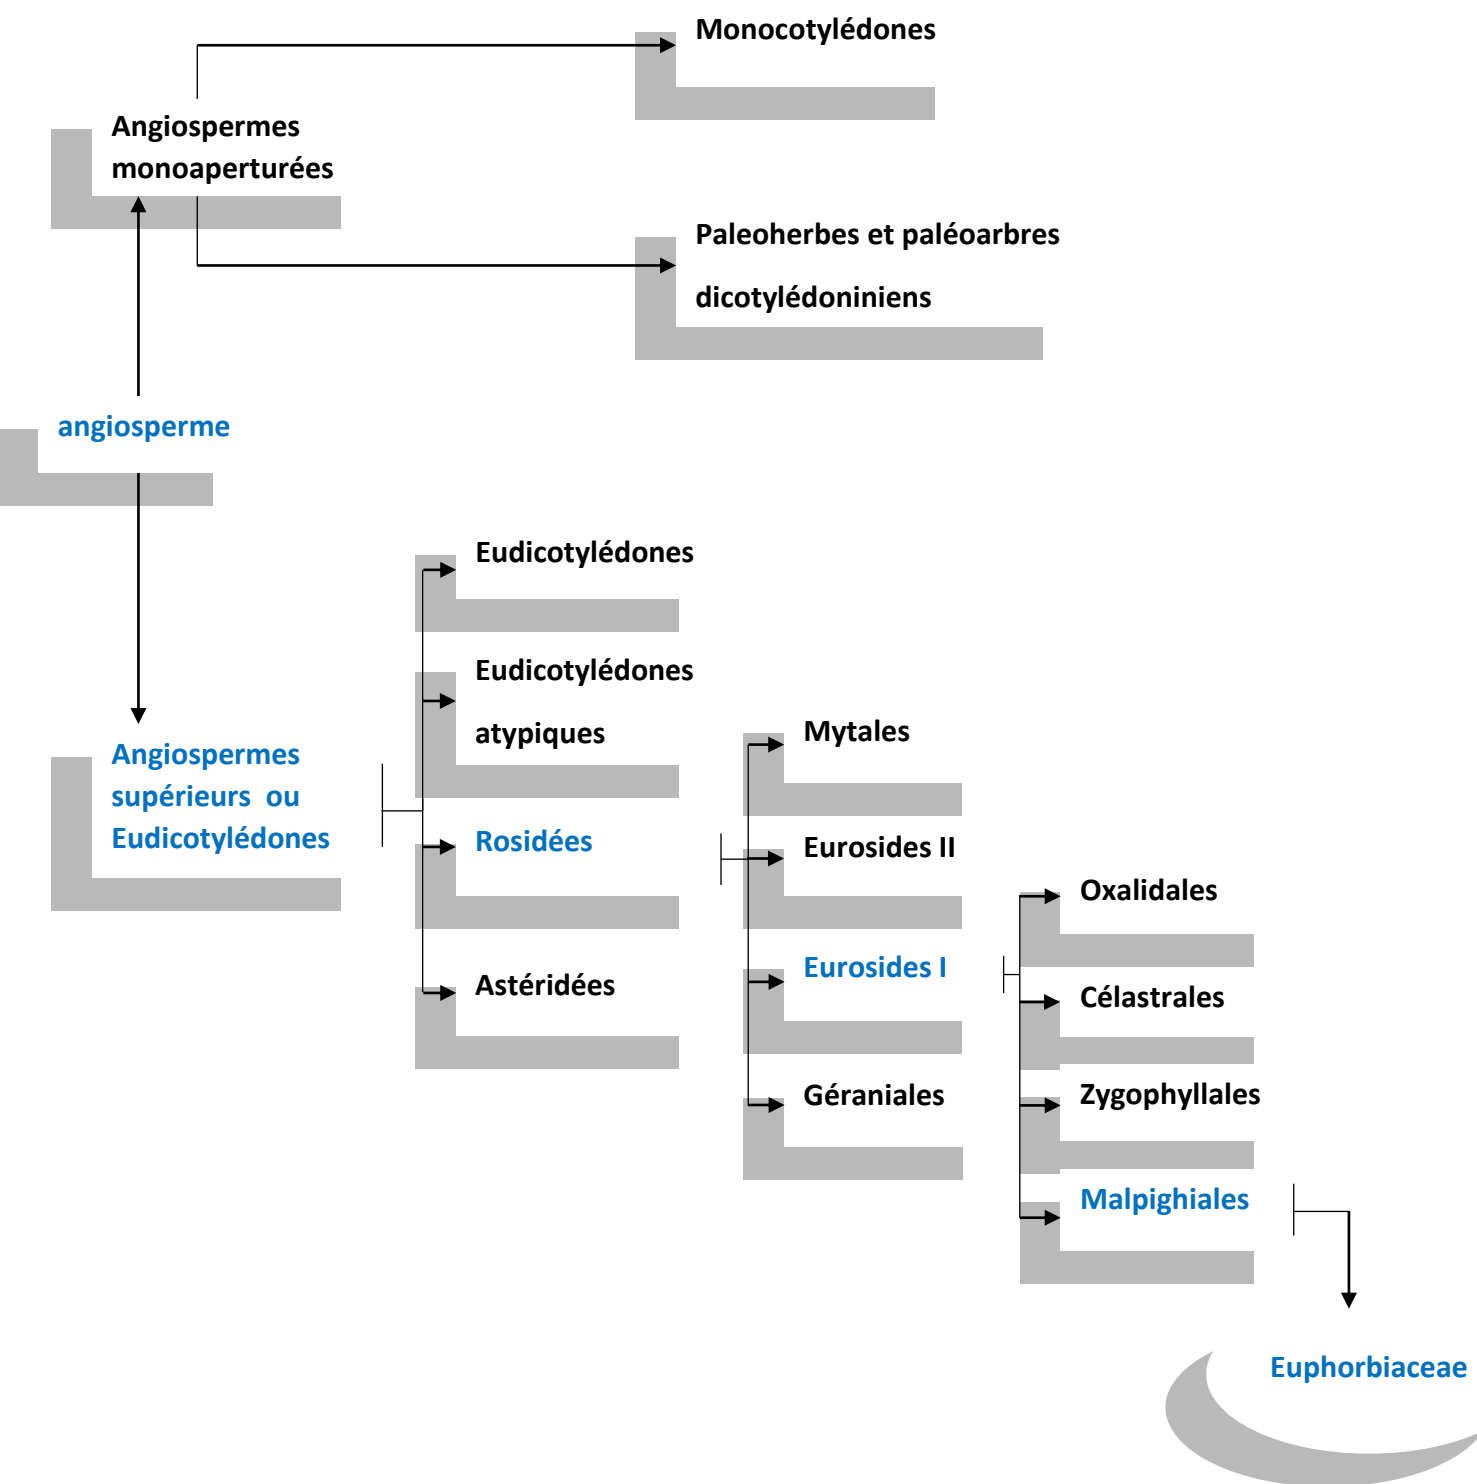 Monocotylédones
Angiospermes
monoaperturées
Paleoherbes et paléoarbres
dicotylédoniniens
angiosperme
Eudicotylédones
Eudicotylédones
atypiques
Angiospermes
supérieurs ou
Eudicotylédones
Rosidées
Astéridées
Mytales
Eurosides II
Eurosides I
Géraniales
Oxalidales
Célastrales
Zygophyllales
Malpighiales
Euphorbiaceae